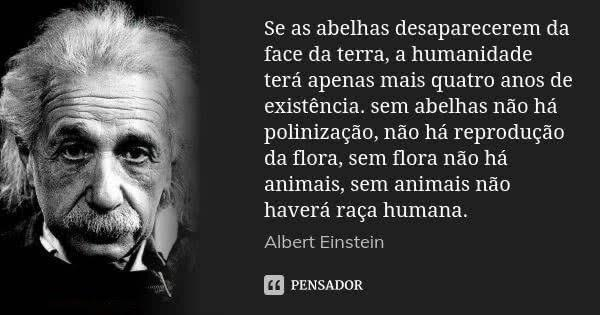 Se as abelhas desaparecerem da
face da terra, a humanidade
terá apenas mais quatro anos de
existência. sem abelhas não há
polinização, não há reprodução
da flora, sem flora não há
animais, sem animais não
haverá raça humana.
Albert Einstein
PENSADOR